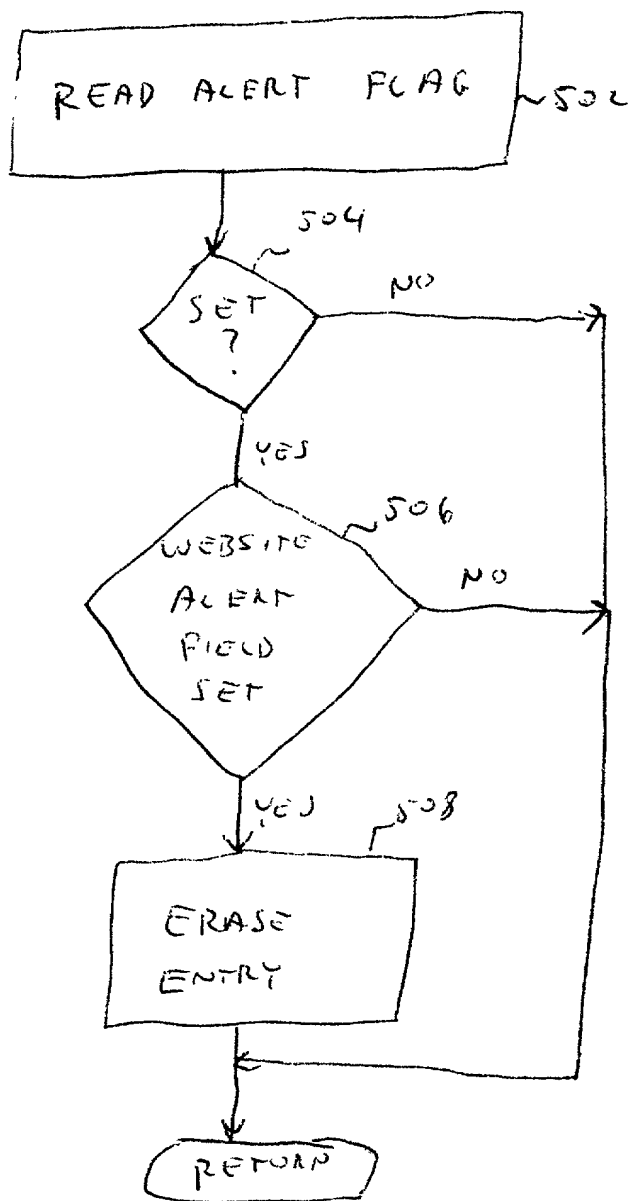 READ ALERT FLAG
502
504
SET
?
NO
YES
506
WEBSITE
ALERT
FIELD
SET
NO
YES
508
ERASE
ENTRY
RETURN